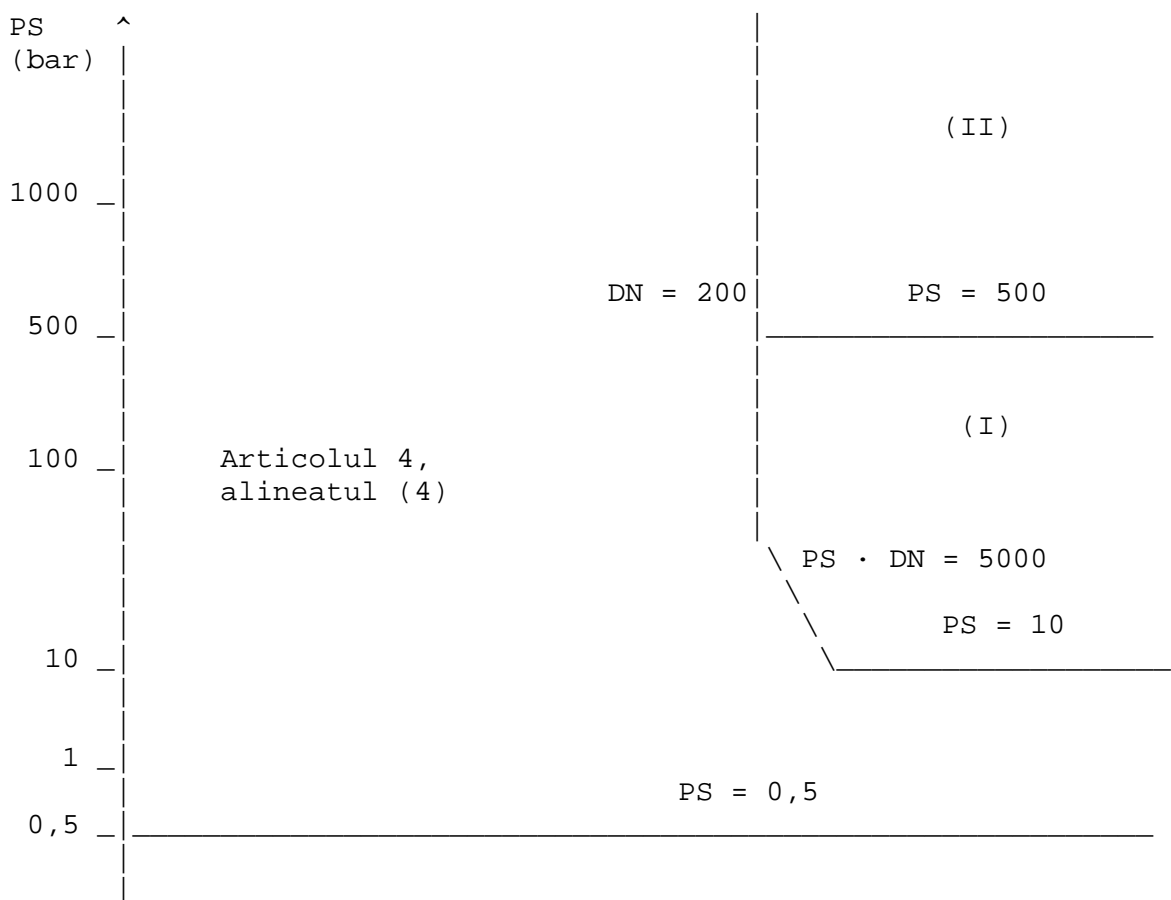 PS
(bar)
(II)
1000
DN = 200 PS = 500
500
(I)
100 Articolul 4,
alineatul (4)
PS · DN = 5000
PS = 10
10
1
PS = 0,5
0,5